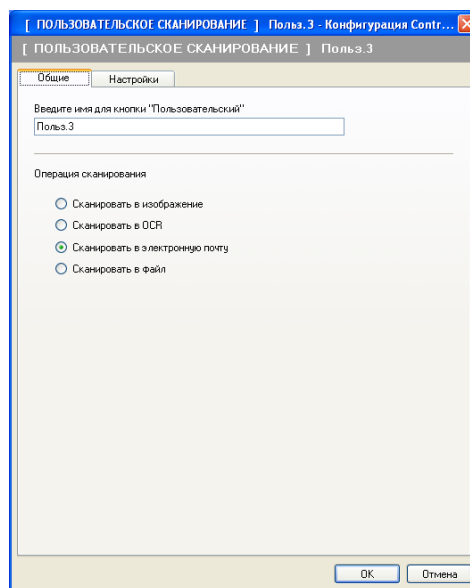 [ ПОЛЬЗОВАТЕЛЬСКОЕ СКАНИРОВАНИЕ ] Польз.3 - Конфигурация Contr...
[ ПОЛЬЗОВАТЕЛЬСКОЕ СКАНИРОВАНИЕ ] Польз.3
Общие Настройки
Введите имя для кнопки "Пользовательский"
Польз.3
Операция сканирования
Сканировать в изображение
Сканировать в OCR
Сканировать в электронную почту
Сканировать в файл
OK Отмена